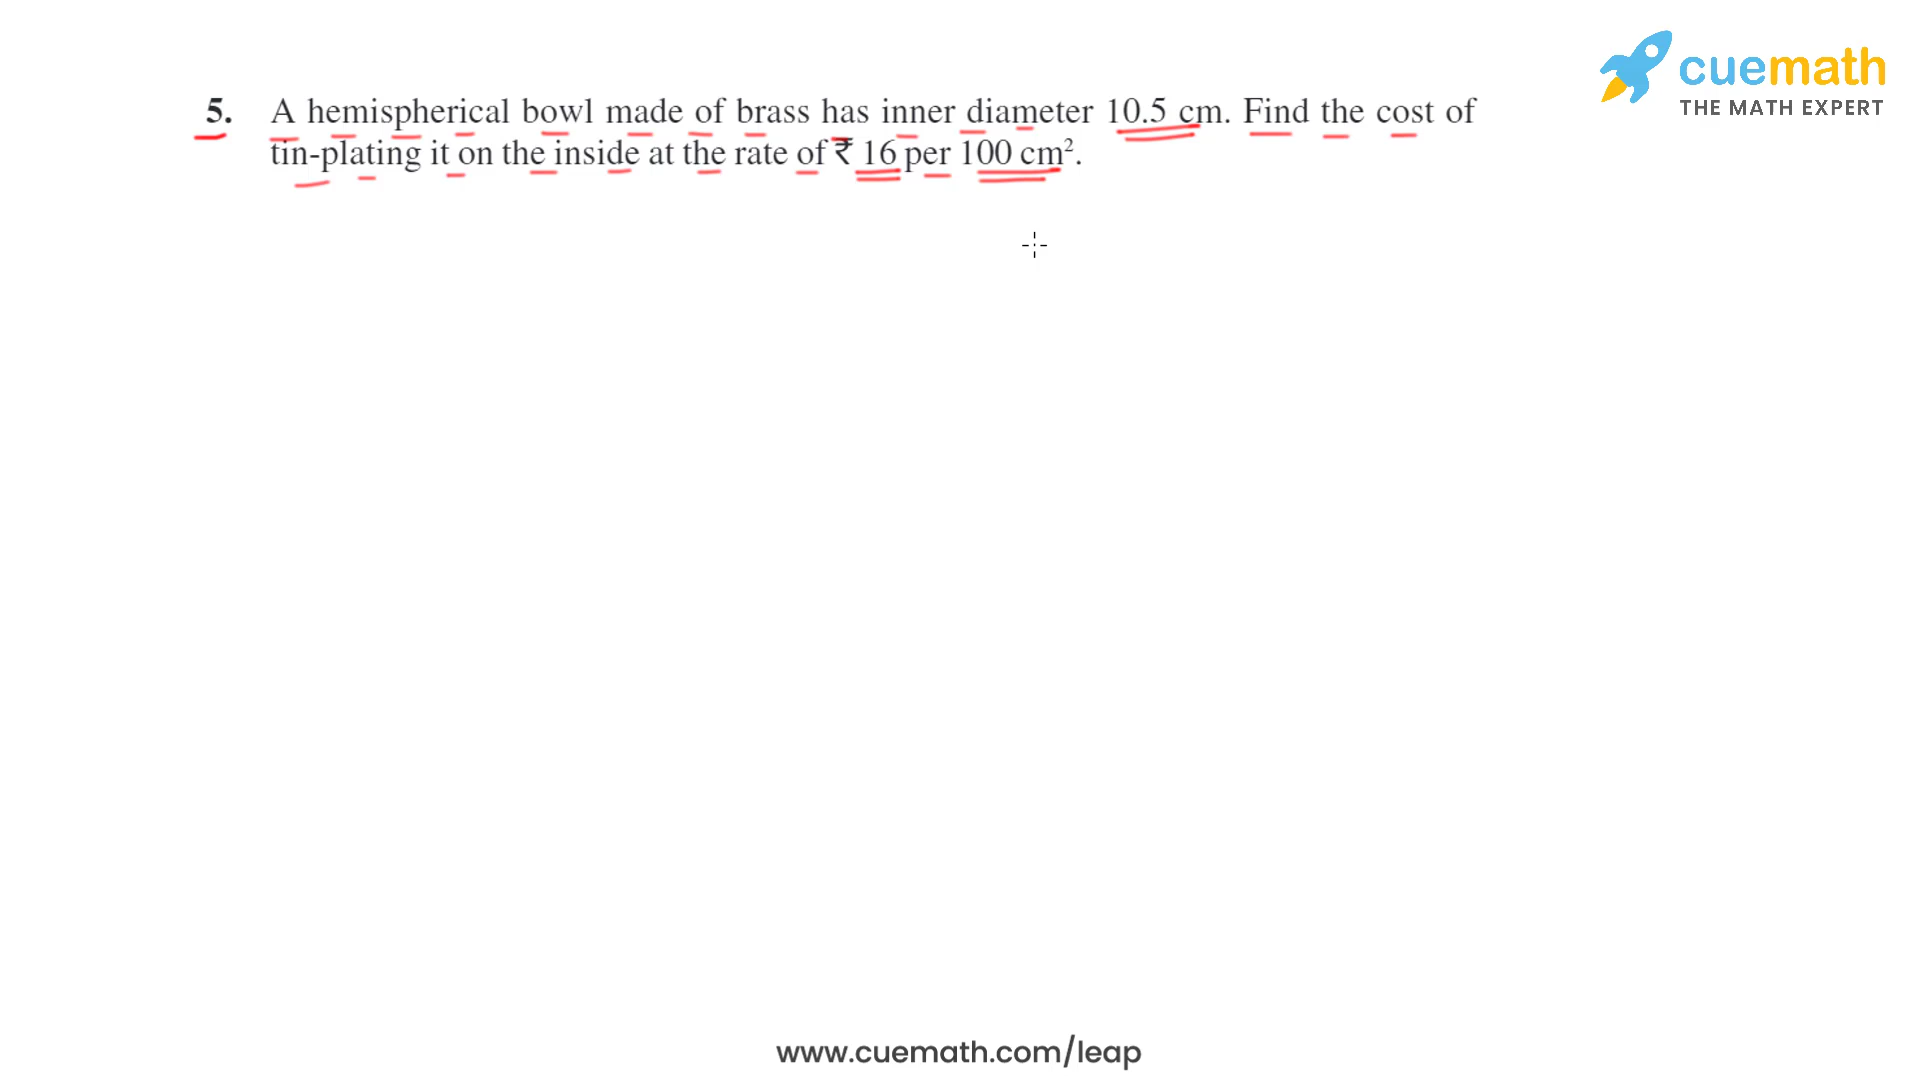 cuemath
THE MATH EXPERT
5. A hemispherical bowl made of brass has inner diameter 10.5 cm. Find the cost of
tin-plating it on the inside at the rate of ₹ 16 per 100 cm².
www.cuemath.com/leap